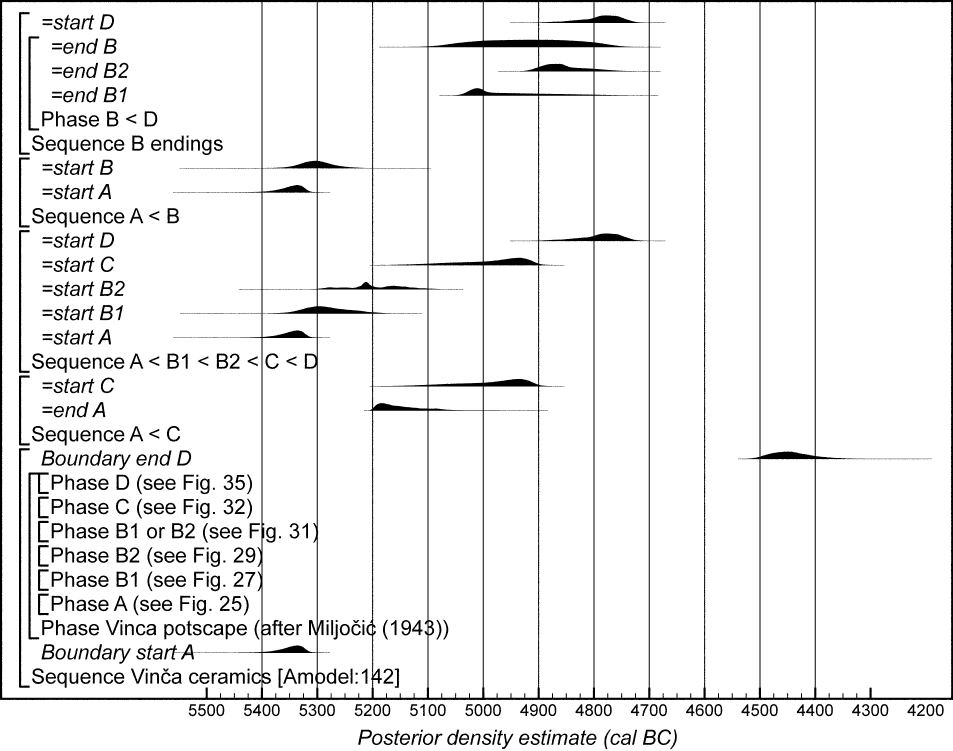 =start D
=end B
=end B2
=end B1
Phase B < D
Sequence B endings
=start B
=start A
Sequence A < B
=start D
=start C
=start B2
=start B1
=start A
Sequence A < B1 < B2 < C < D
=start C
=end A
Sequence A < C
Boundary end D
Phase D (see Fig. 35)
Phase C (see Fig. 32)
Phase B1 or B2 (see Fig. 31)
Phase B2 (see Fig. 29)
Phase B1 (see Fig. 27)
Phase A (see Fig. 25)
Phase Vinca potscape (after Miljočić (1943))
Boundary start A
Sequence Vinča ceramics [Amodel:142]
5500 5400 5300 5200 5100 5000 4900 4800 4700 4600 4500 4400 4300 4200
Posterior density estimate (cal BC)